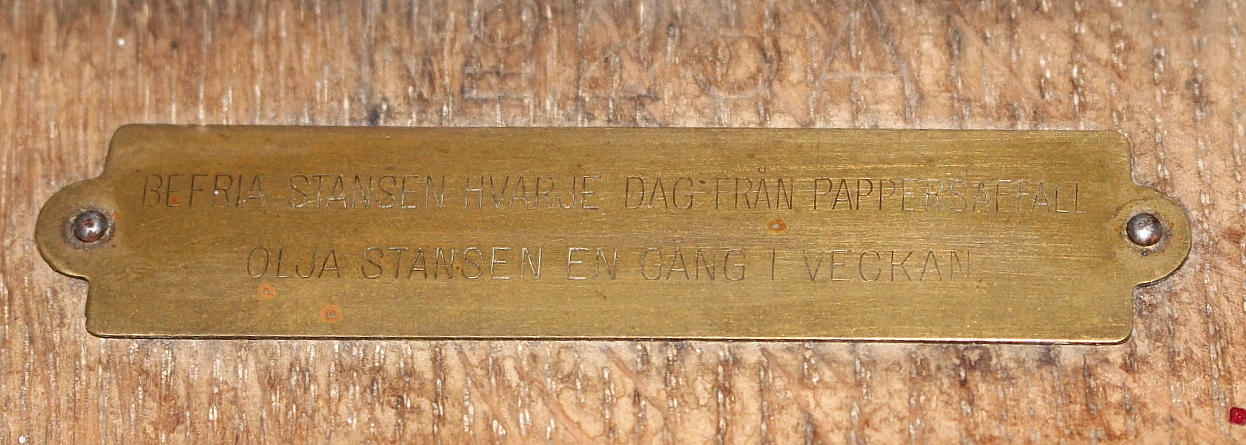 BEFRIA STANSEN HVARJE DAG FRÅN PAPPERSAFFALL
OLJA STANSEN EN GÅNG I VECKAN.